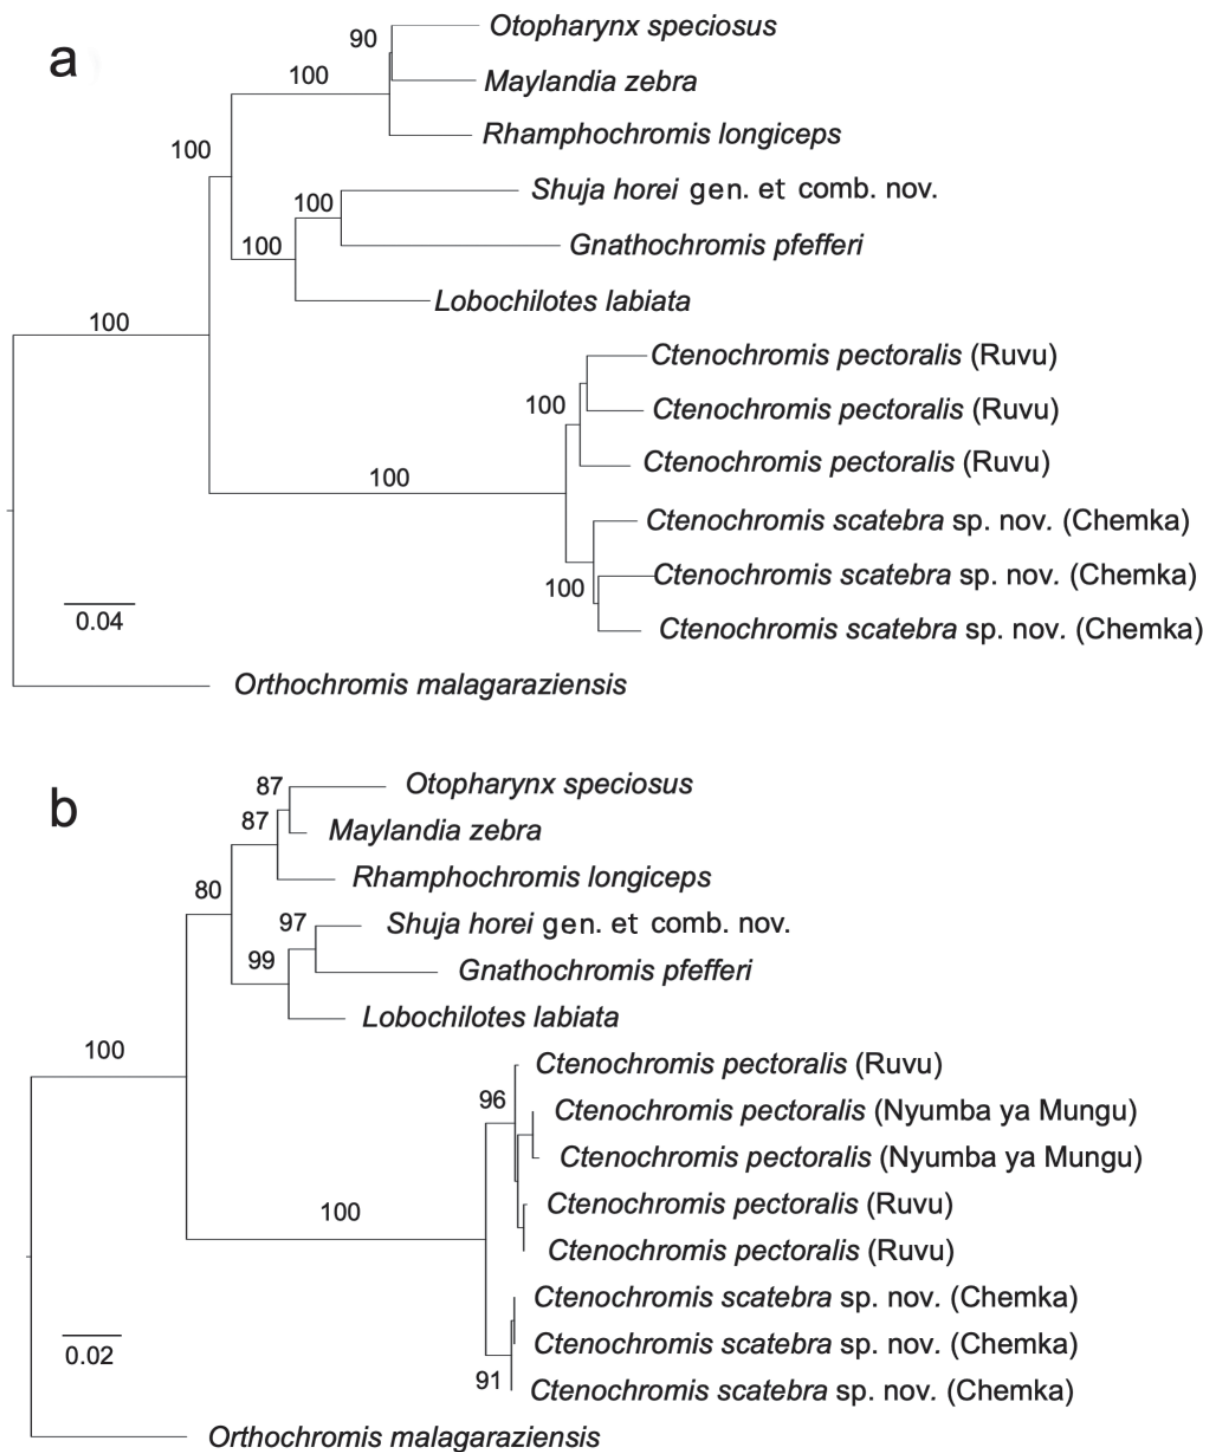 a
90
Otopharynx speciosus
100
Maylandia zebra
Rhamphochromis longiceps
100
100
Shuja horei gen. et comb. nov.
100
Gnathochromis pfefferi
Lobochilotes labiata
100
Ctenochromis pectoralis (Ruvu)
100
Ctenochromis pectoralis (Ruvu)
Ctenochromis pectoralis (Ruvu)
100
Ctenochromis scatebra sp. nov. (Chemka)
100
Ctenochromis scatebra sp. nov. (Chemka)
0.04
Ctenochromis scatebra sp. nov. (Chemka)
Orthochromis malagaraziensis
b
87
Otopharynx speciosus
87
Maylandia zebra
Rhamphochromis longiceps
80
97
Shuja horei gen. et comb. nov.
99
Gnathochromis pfefferi
Lobochilotes labiata
100
Ctenochromis pectoralis (Ruvu)
96
Ctenochromis pectoralis (Nyumba ya Mungu)
Ctenochromis pectoralis (Nyumba ya Mungu)
100
Ctenochromis pectoralis (Ruvu)
Ctenochromis pectoralis (Ruvu)
Ctenochromis scatebra sp. nov. (Chemka)
Ctenochromis scatebra sp. nov. (Chemka)
0.02
91
Ctenochromis scatebra sp. nov. (Chemka)
Orthochromis malagaraziensis